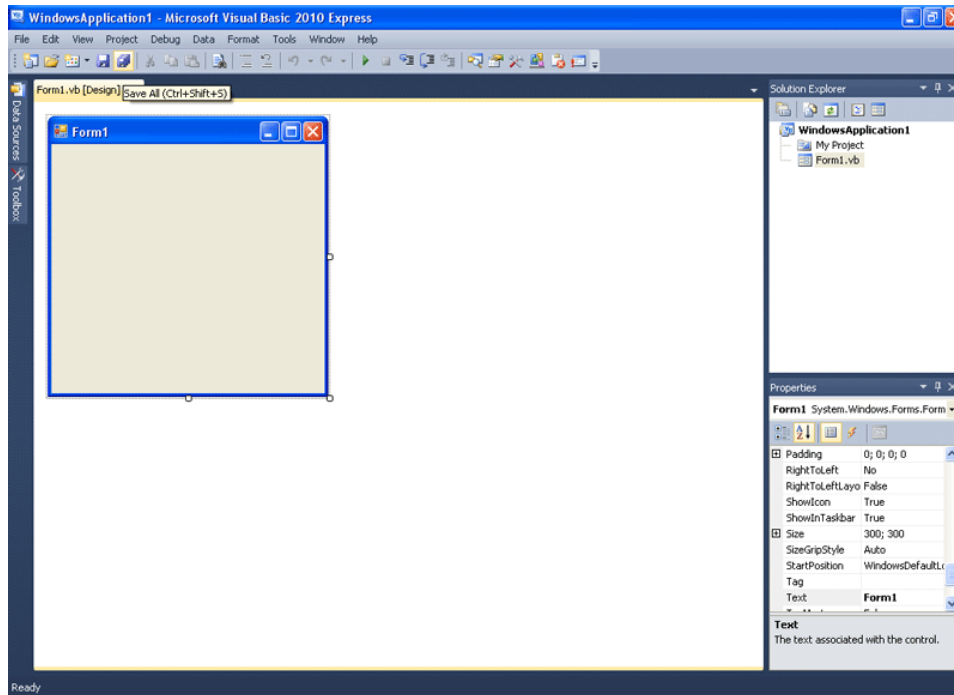 WindowsApplication1 - Microsoft Visual Basic 2010 Express
File Edit View Project Debug Data Format Tools Window Help
Form1.vb [Design]
Save All (Ctrl+Shift+S)
Data Sources
Toolbox
Form1
Solution Explorer
WindowsApplication1
My Project
Form1.vb
Properties
Form1 System.Windows.Forms.Form
Padding 0; 0; 0; 0
RightToLeft No
RightToLeftLayo False
ShowIcon True
ShowInTaskbar True
Size 300; 300
SizeGripStyle Auto
StartPosition WindowsDefaultLo
Tag
Text Form1
Text
The text associated with the control.
Ready